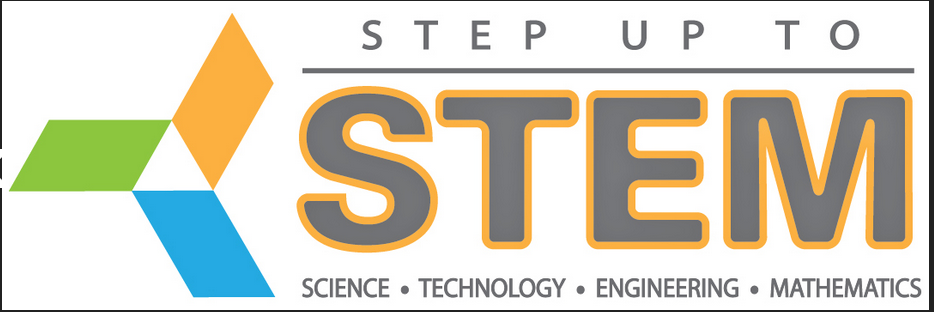 STEP UP TO
STEM
SCIENCE • TECHNOLOGY • ENGINEERING • MATHEMATICS